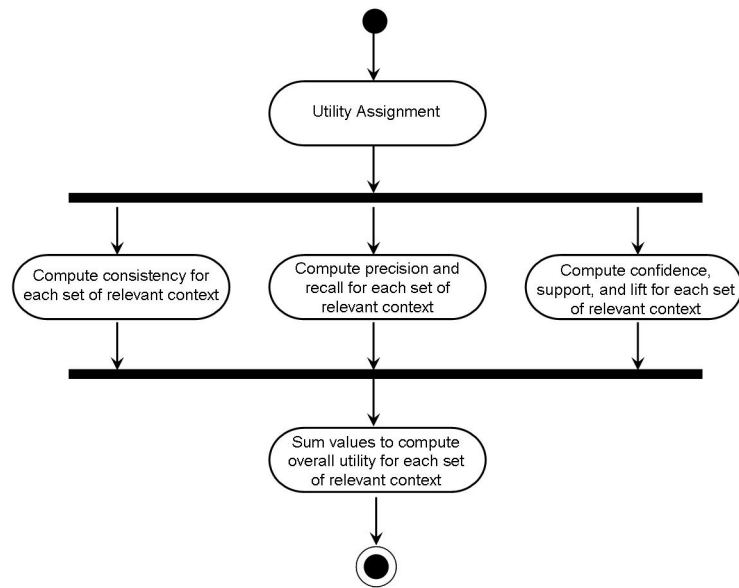 Utility Assignment
Compute consistency for
each set of relevant context
Compute precision and
recall for each set of
relevant context
Compute confidence,
support, and lift for each set
of relevant context
Sum values to compute
overall utility for each set
of relevant context